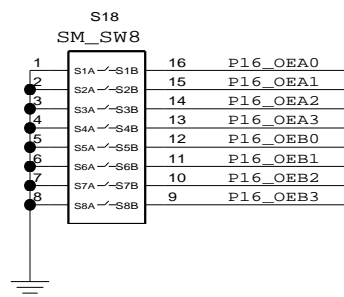 S18
SM_SW8
1 S1A S1B 16 P16_OEA0
2 S2A S2B 15 P16_OEA1
3 S3A S3B 14 P16_OEA2
4 S4A S4B 13 P16_OEA3
5 S5A S5B 12 P16_OEB0
6 S6A S6B 11 P16_OEB1
7 S7A S7B 10 P16_OEB2
8 S8A S8B 9 P16_OEB3